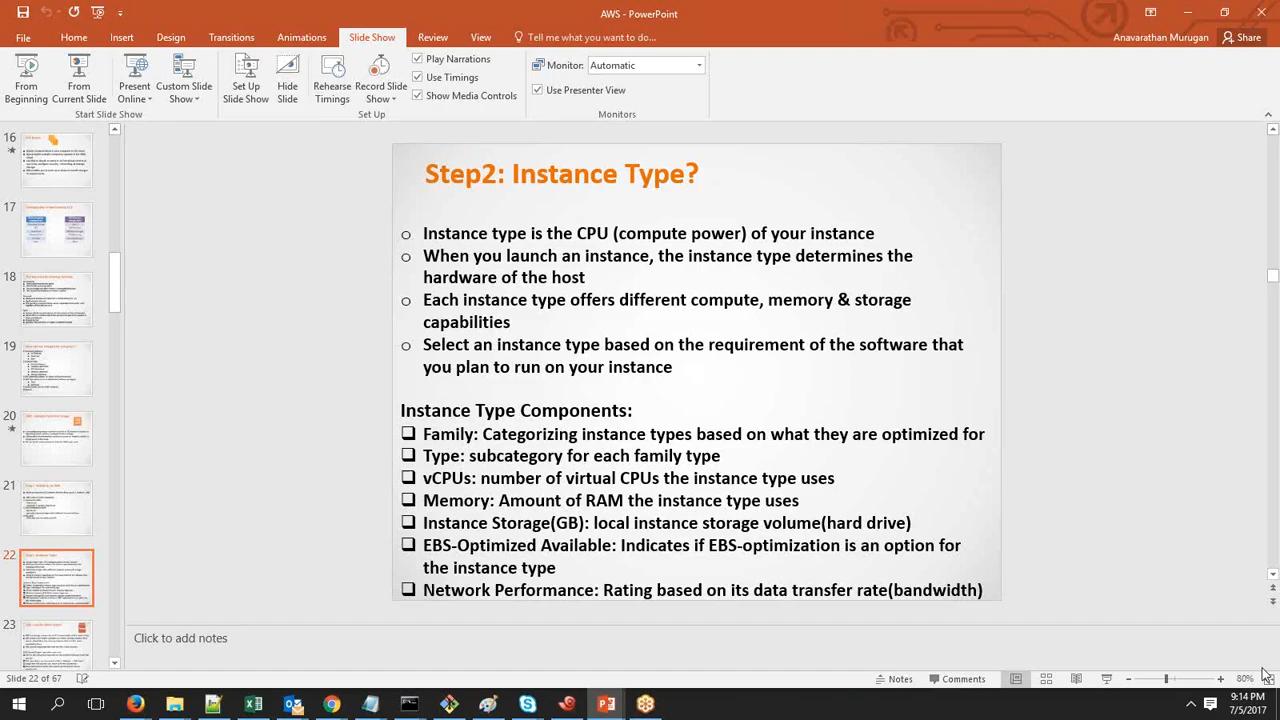 AWS - PowerPoint
File Home Insert Design Transitions Animations Slide Show Review View Tell me what you want to do... Anavarathan Murugan Share
From Beginning
From Current Slide
Present Online
Custom Slide Show
Set Up Slide Show
Hide Slide
Rehearse Timings
Record Slide Show
Play Narrations
Use Timings
Show Media Controls
Monitor: Automatic
Use Presenter View
Start Slide Show Set Up Monitors
16
17
18
19
20
21
22
23
Step2: Instance Type?
Instance type is the CPU (compute power) of your instance
When you launch an instance, the instance type determines the
hardware of the host
Each instance type offers different compute, memory & storage
capabilities
Select an instance type based on the requirement of the software that
you plan to run on your instance
Instance Type Components:
Family: Categorizing instance types based on what they are optimized for
Type: subcategory for each family type
vCPUs: Number of virtual CPUs the instance type uses
Memory: Amount of RAM the instance type uses
Instance Storage(GB): local instance storage volume(hard drive)
EBS-Optimized Available: Indicates if EBS-optimization is an option for
the instance type
Network Performance: Rating based on its data transfer rate(bandwidth)
Click to add notes
Slide 22 of 67 Notes Comments 80%
9:14 PM
7/5/2017